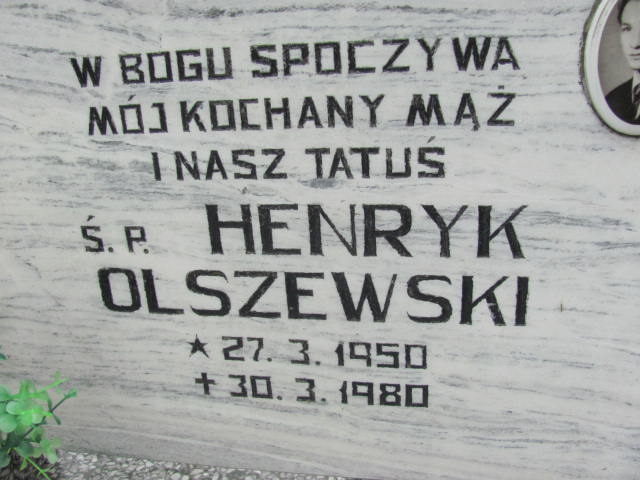 W BOGU SPOCZYWA
MÓJ KOCHANY MĄŻ
I NASZ TATUŚ
Ś. P. HENRYK
OLSZEWSKI
★ 27. 3. 1950
✝ 30. 3. 1980